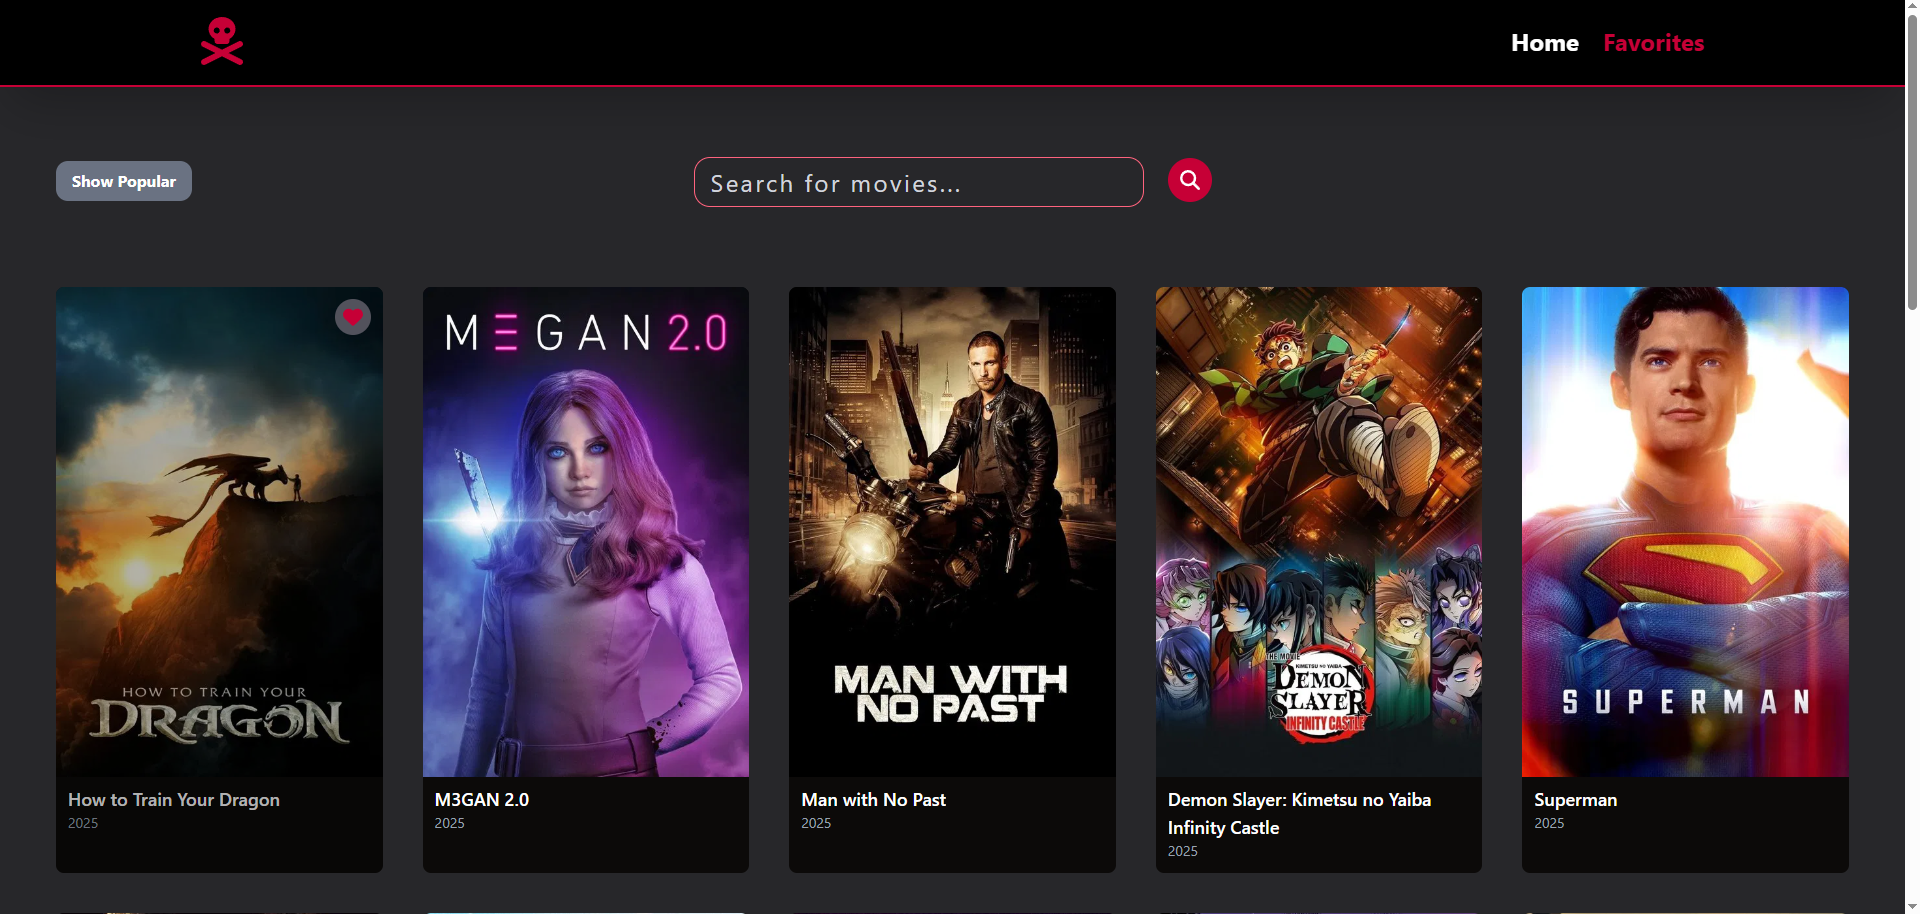 Home Favorites
Show Popular
Search for movies...
HOW TO TRAIN YOUR
DRAGON
How to Train Your Dragon
2025
MΞGAN 2.0
M3GAN 2.0
2025
MAN WITH
NO PAST
Man with No Past
2025
THE MOVIE
KIMETSU NO YAIBA
DEMON
SLAYER
INFINITY CASTLE
Demon Slayer: Kimetsu no Yaiba
Infinity Castle
2025
SUPERMAN
Superman
2025